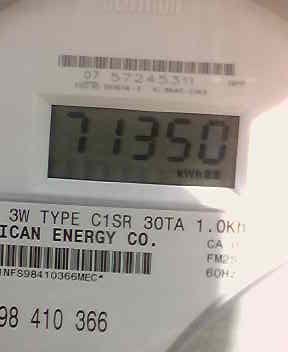 07 57245311
71350
kWh
3W TYPE C1SR 30TA 1.0Kh
ICAN ENERGY CO.
CA
FM2S
60Hz
INFS98410366MEC*
98 410 366